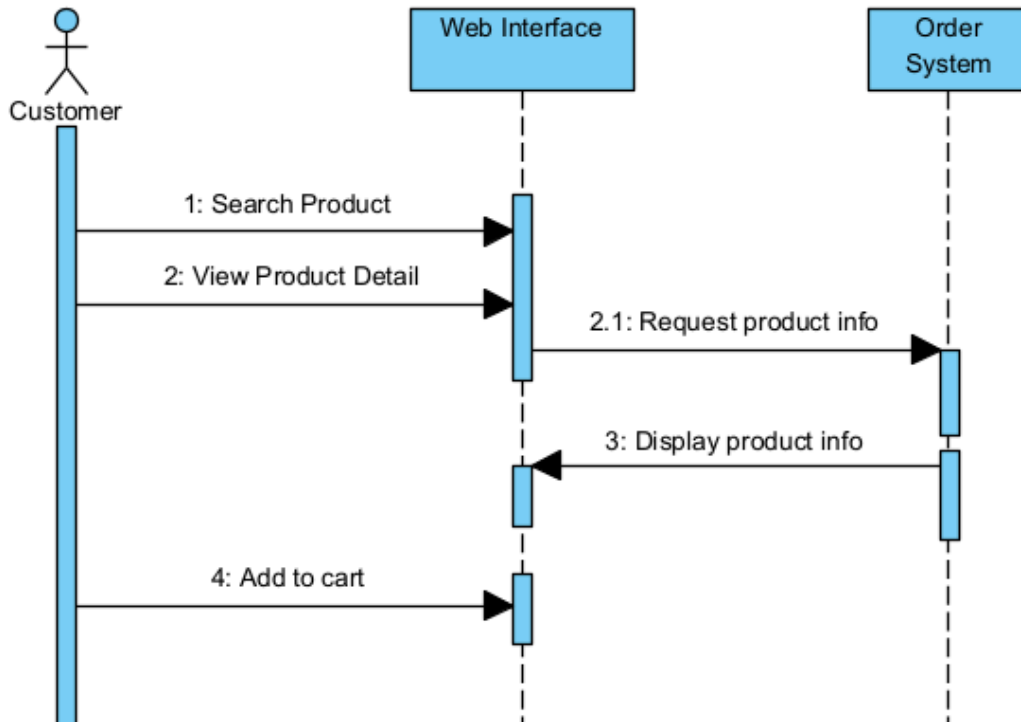 Web Interface
Order
System
Customer
1: Search Product
2: View Product Detail
2.1: Request product info
3: Display product info
4: Add to cart